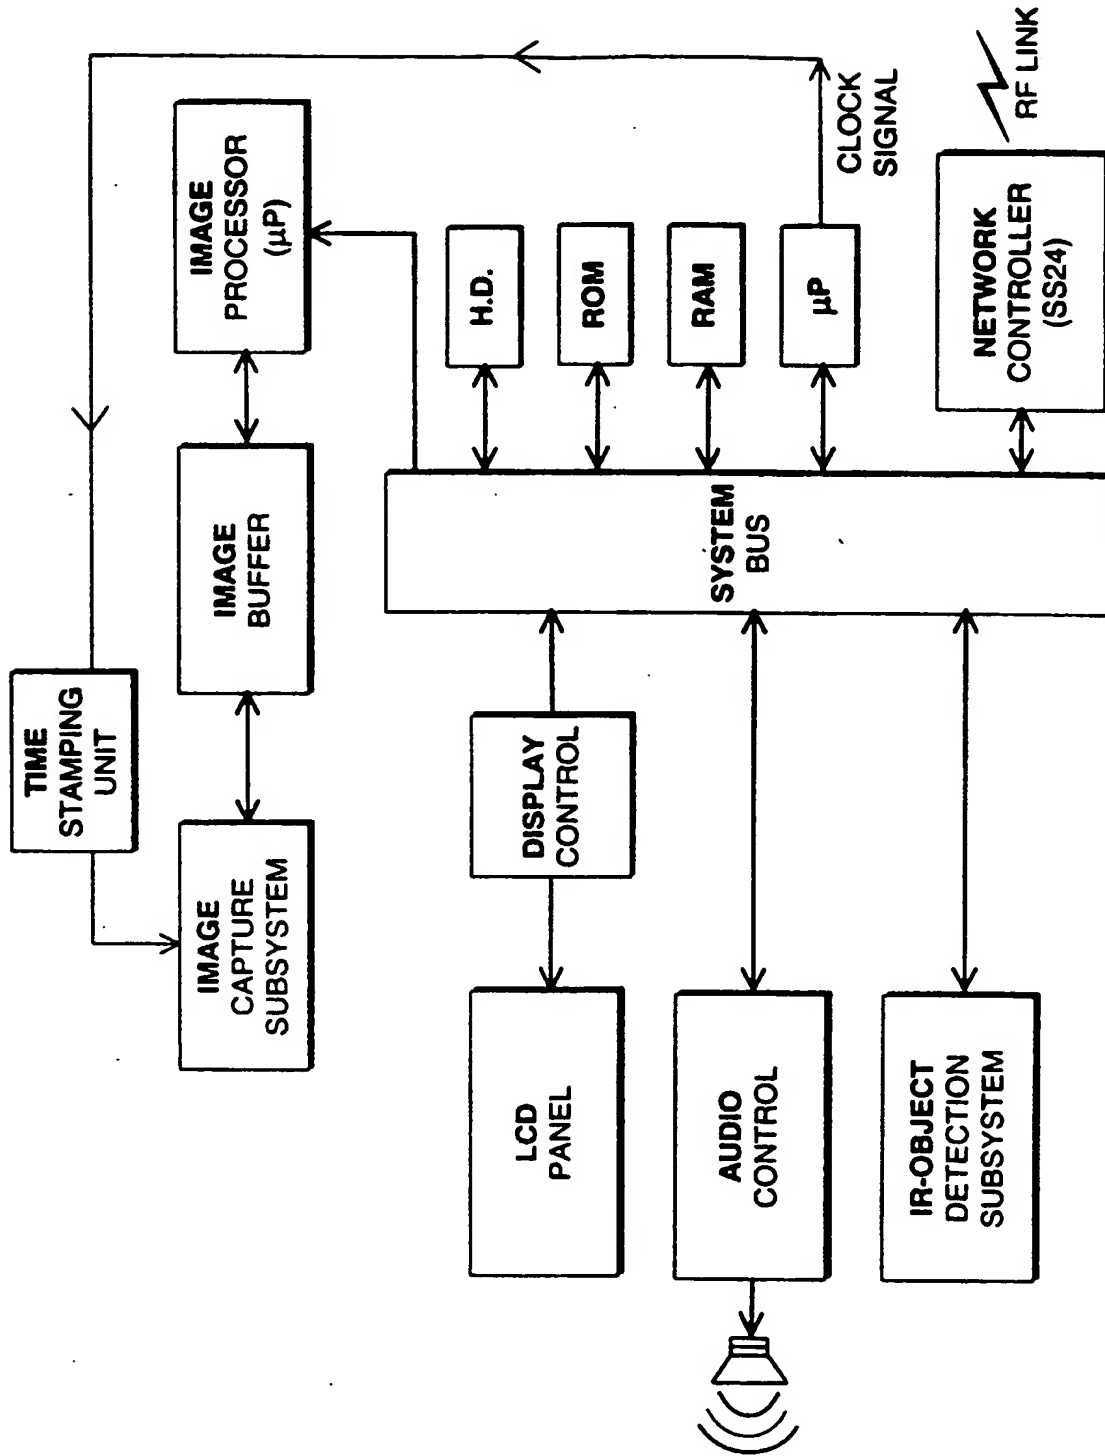 TIME
STAMPING
UNIT
IMAGE
CAPTURE
SUBSYSTEM
IMAGE
BUFFER
IMAGE
PROCESSOR
(μP)
LCD
PANEL
DISPLAY
CONTROL
H.D.
ROM
RAM
μP
CLOCK
SIGNAL
SYSTEM
BUS
AUDIO
CONTROL
IR-OBJECT
DETECTION
SUBSYSTEM
NETWORK
CONTROLLER
(SS24)
RF LINK